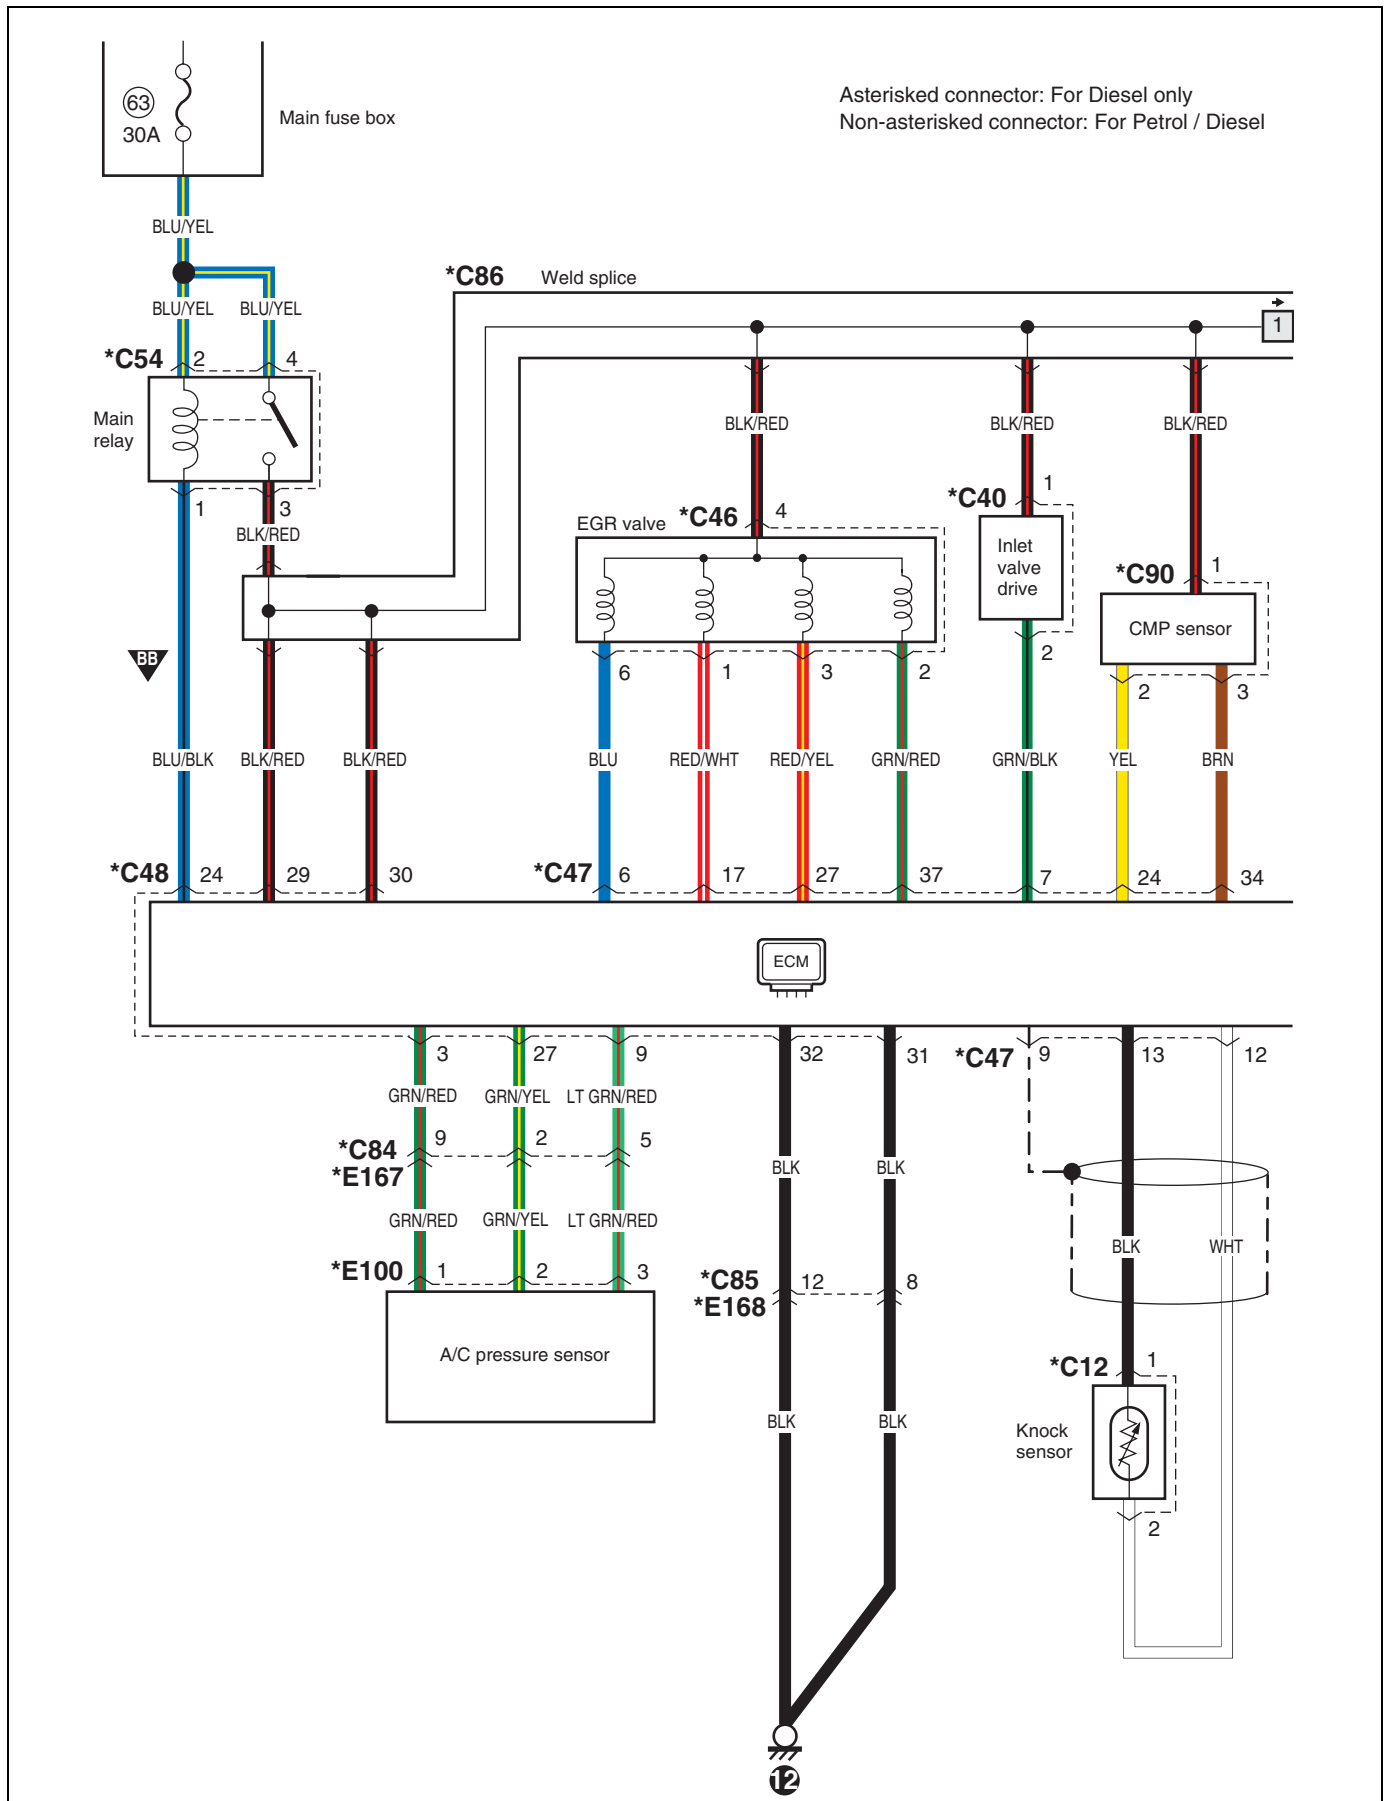 63
30A
Main fuse box
Asterisked connector: For Diesel only
Non-asterisked connector: For Petrol / Diesel
BLU/YEL
*C86 Weld splice
BLU/YEL BLU/YEL
1
*C54 2 4
Main
relay
BLK/RED BLK/RED BLK/RED
1 3
*C40 1
EGR valve *C46 4
BLK/RED
Inlet
valve
drive
*C90 1
CMP sensor
BB
6 1 3 2 2
2 3
BLU/BLK BLK/RED BLK/RED BLU RED/WHT RED/YEL GRN/RED GRN/BLK YEL BRN
*C48 24 29 30 *C47 6 17 27 37 7 24 34
ECM
3 27 9 32 31 *C47 9 13 12
GRN/RED GRN/YEL LT GRN/RED
*C84 9 2 5
*E167
BLK BLK
GRN/RED GRN/YEL LT GRN/RED
BLK WHT
*E100 1 2 3
*C85 12 8
*E168
A/C pressure sensor
*C12 1
BLK BLK
Knock
sensor
2
12